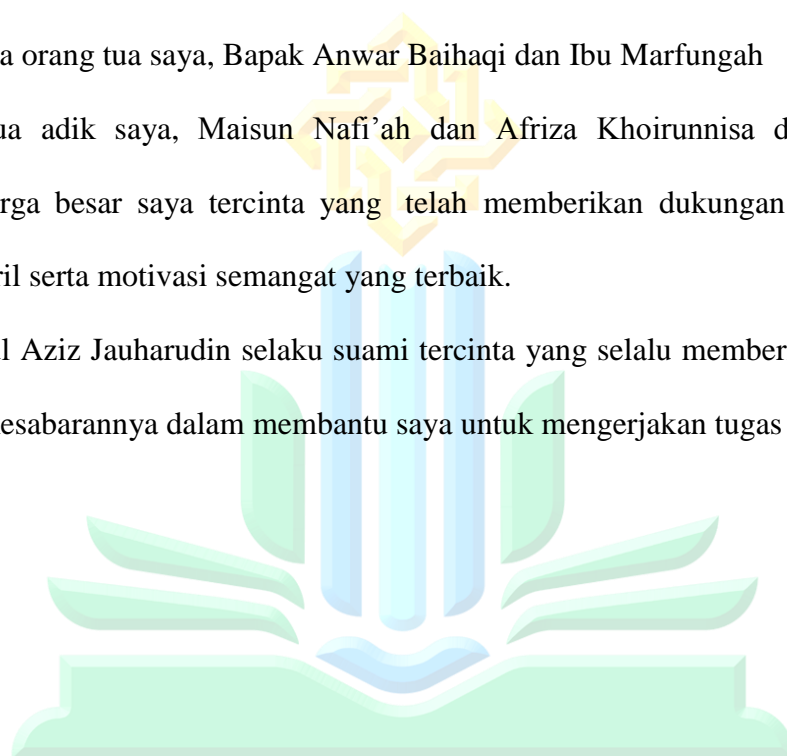 a orang tua saya, Bapak Anwar Baihaqi dan Ibu Marfungah
ua adik saya, Maisun Nafi’ah dan Afriza Khoirunnisa d
rga besar saya tercinta yang telah memberikan dukungan
ril serta motivasi semangat yang terbaik.
l Aziz Jauharudin selaku suami tercinta yang selalu member
kesabarannya dalam membantu saya untuk mengerjakan tugas